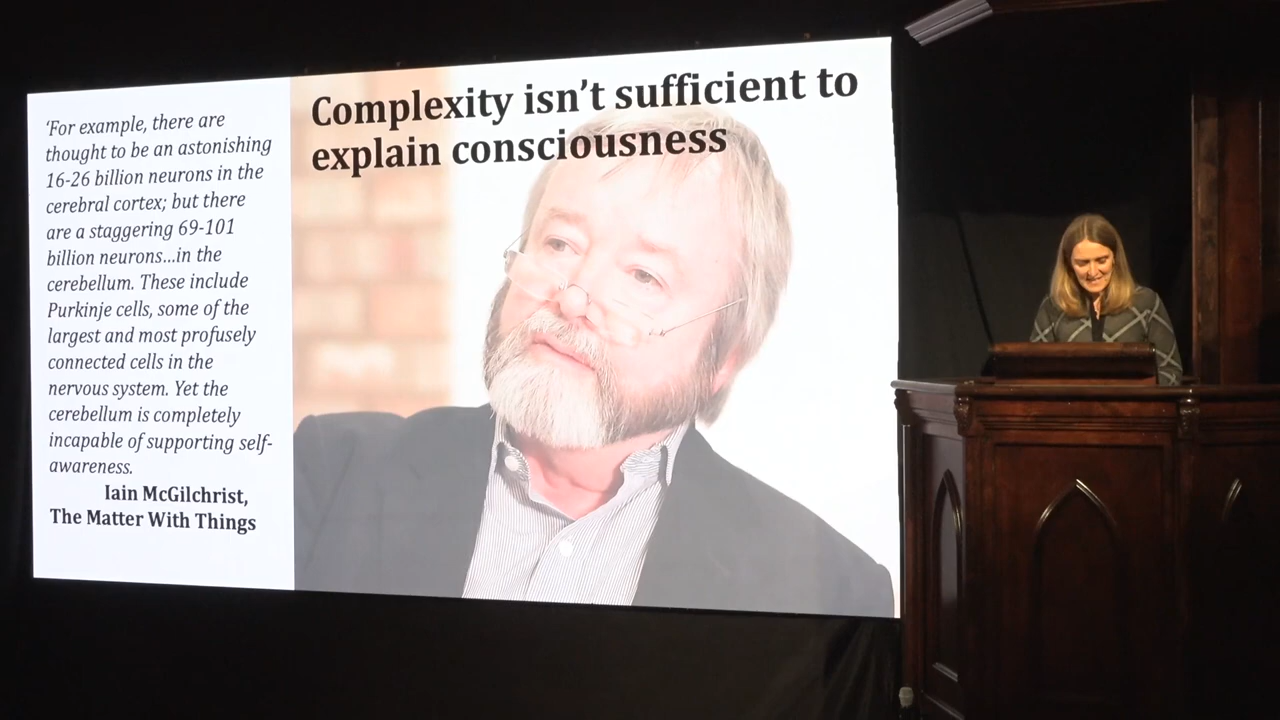 Complexity isn't sufficient to
explain consciousness
'For example, there are
thought to be an astonishing
16-26 billion neurons in the
cerebral cortex; but there
are a staggering 69-101
billion neurons...in the
cerebellum. These include
Purkinje cells, some of the
largest and most profusely
connected cells in the
nervous system. Yet the
cerebellum is completely
incapable of supporting self-
awareness.
Iain McGilchrist,
The Matter With Things